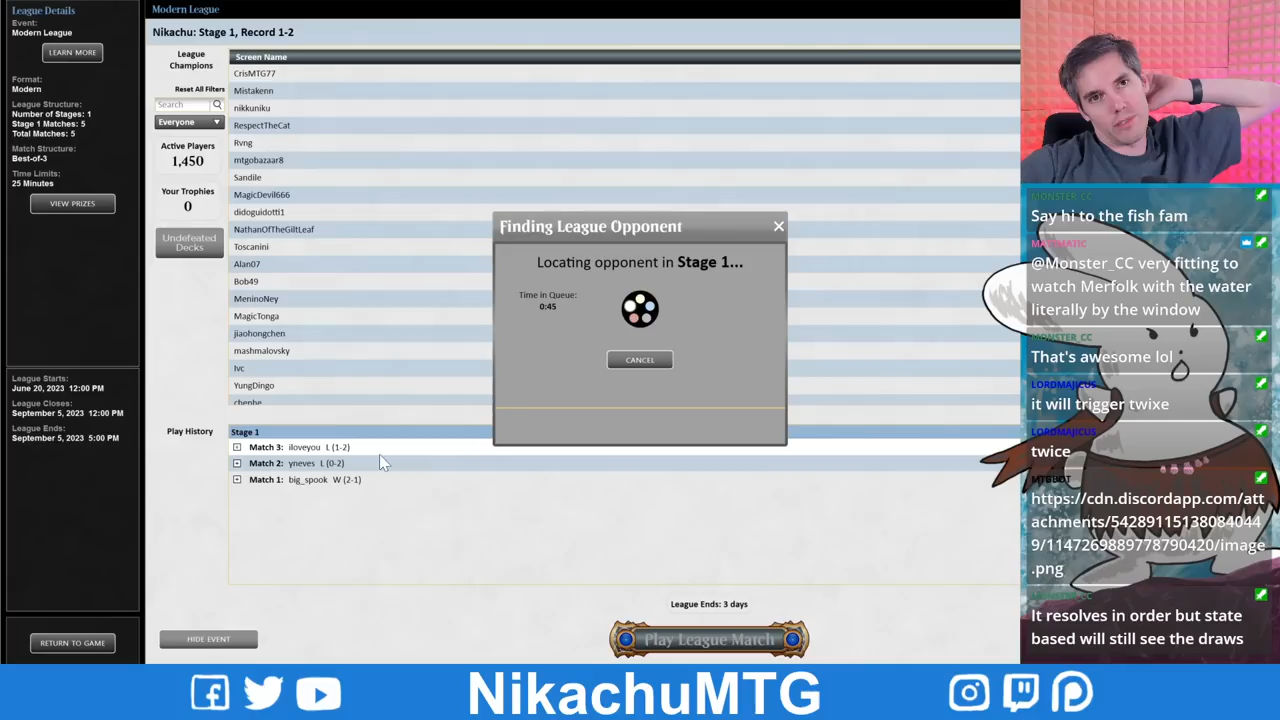 League Details
Event:
Modern League
LEARN MORE
Format:
Modern
League Structure:
Number of Stages: 1
Stage 1 Matches: 5
Total Matches: 5
Match Structure:
Best-of-3
Time Limits:
25 Minutes
VIEW PRIZES
League Starts:
June 20, 2023 12:00 PM
League Closes:
September 5, 2023 12:00 PM
League Ends:
September 5, 2023 5:00 PM
RETURN TO GAME
Modern League
Nikachu: Stage 1, Record 1-2
League
Champions
Reset All Filters
Search
Everyone
Active Players
1,450
Your Trophies
0
Undefeated
Decks
Screen Name
CrisMTG77
Mistakenn
nikkuniku
RespectTheCat
Rvng
mtgobazaar8
Sandile
MagicDevil666
didoguidotti1
NathanOfTheGiltLeaf
Toscanini
Alan07
Bob49
MeninoNey
MagicTonga
jiaohongchen
mashmalovsky
lvc
YungDingo
chenbe
Finding League Opponent
Locating opponent in Stage 1...
Time in Queue:
0:45
CANCEL
Play History
Stage 1
Match 3: iloveyou L (1-2)
Match 2: yneves L (0-2)
Match 1: big_spook W (2-1)
League Ends: 3 days
HIDE EVENT
Play League Match
MONSTER_CC
Say hi to the fish fam
@Monster_CC very fitting to
watch Merfolk with the water
literally by the window
MONSTER_CC
That's awesome lol
LORDMAJICUS
it will trigger twixe
LORDMAJICUS
twice
MTGBOT
https://cdn.discordapp.com/att
achments/54289115138084044
9/1147269889778790420/image
.png
It resolves in order but state
based will still see the draws
NikachuMTG